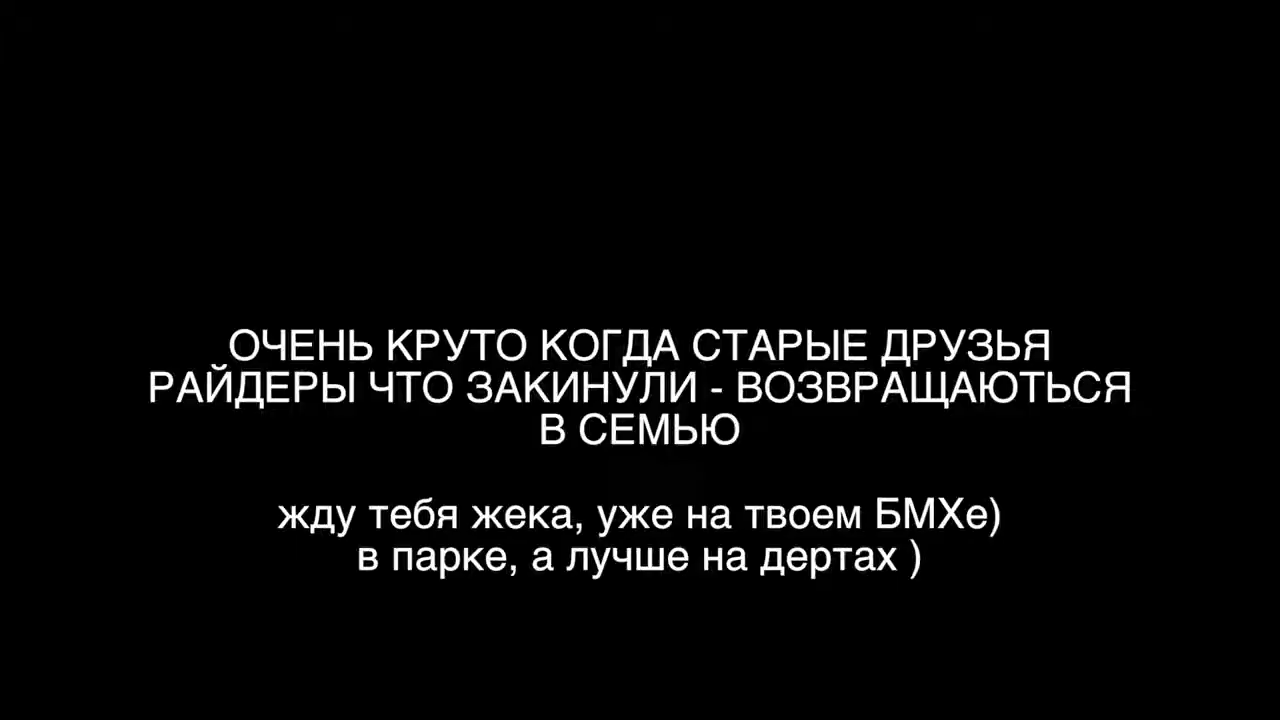 ОЧЕНЬ КРУТО КОГДА СТАРЫЕ ДРУЗЬЯ
РАЙДЕРЫ ЧТО ЗАКИНУЛИ - ВОЗВРАЩАЮТЬСЯ
В СЕМЬЮ
жду тебя жека, уже на твоем БМХе)
в парке, а лучше на дертах )